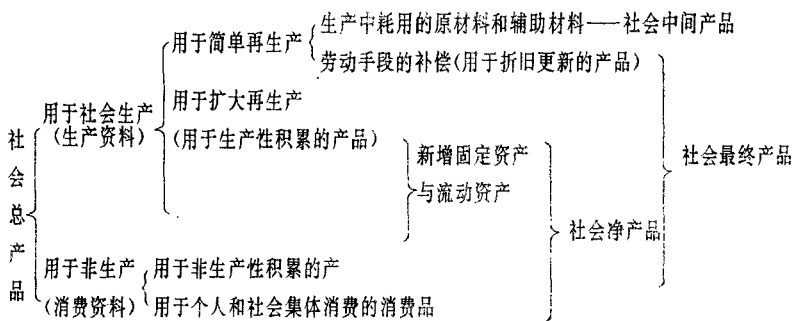 生产中耗用的原材料和辅助材料——社会中间产品
用于简单再生产
劳动手段的补偿(用于折旧更新的产品)
用于社会生产
(生产资料)
用于扩大再生产
(用于生产性积累的产品)
新增固定资产
与流动资产
社会最终产品
社会净产品
社会总产品
用于非生产
(消费资料)
用于非生产性积累的产
用于个人和社会集体消费的消费品